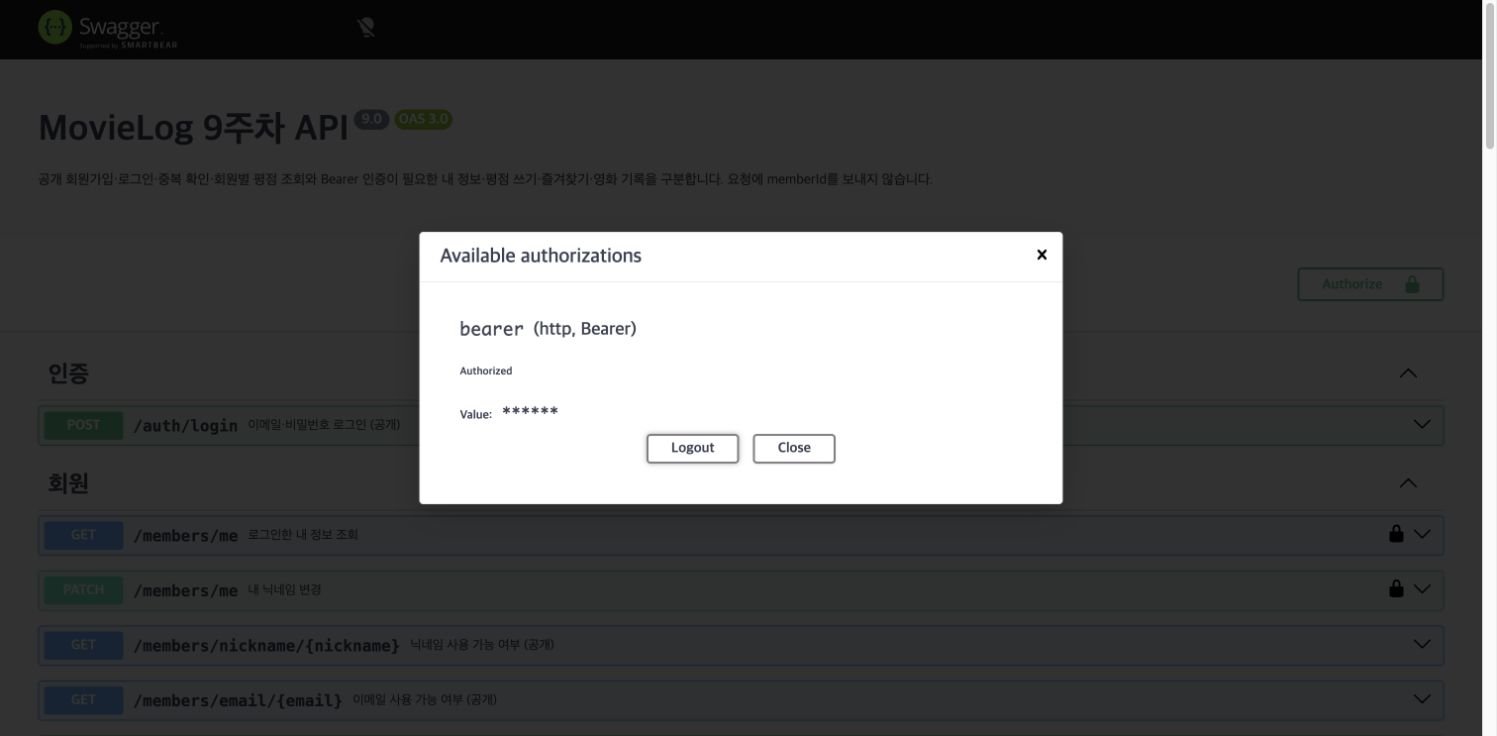 Swagger.
Supported by SMARTBEAR
MovieLog 9주차 API 9.0 OAS 3.0
공개 회원가입·로그인·중복 확인·회원별 평점 조회와 Bearer 인증이 필요한 내 정보·평점 쓰기·즐겨찾기·영화 기록을 구분합니다. 요청에 memberId를 보내지 않습니다.
Available authorizations
Authorize
bearer (http, Bearer)
Authorized
Value: ******
Logout Close
인증
POST /auth/login 이메일·비밀번호 로그인 (공개)
회원
GET /members/me 로그인한 내 정보 조회
PATCH /members/me 내 닉네임 변경
GET /members/nickname/{nickname} 닉네임 사용 가능 여부 (공개)
GET /members/email/{email} 이메일 사용 가능 여부 (공개)